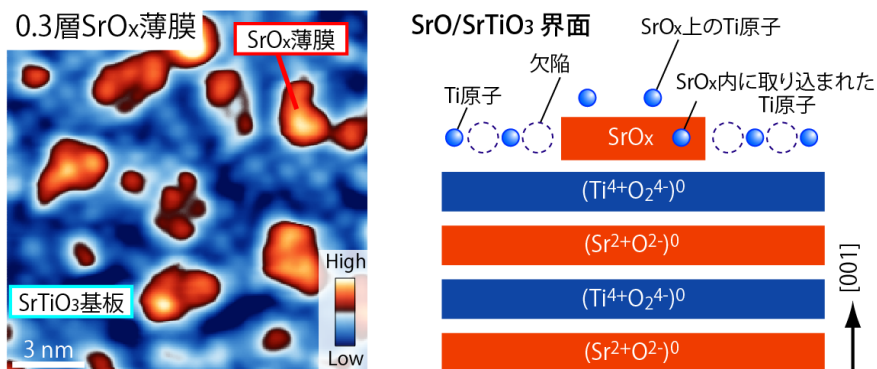 0.3層SrOx薄膜
SrOx薄膜
SrTiO3基板
3 nm
High
Low
SrO/SrTiO3 界面
SrOx上のTi原子
欠陥
Ti原子
SrOx内に取り込まれた
Ti原子
SrOx
(Ti4+O24-)0
(Sr2+O2-)0
(Ti4+O24-)0
(Sr2+O2-)0
[001]